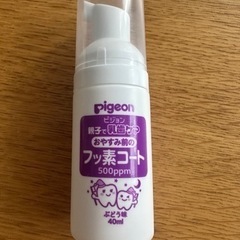 pigeon
ピジョン
親子で乳歯ケア
おやすみ前の
フッ素コート
500ppm
ぶどう味
40ml